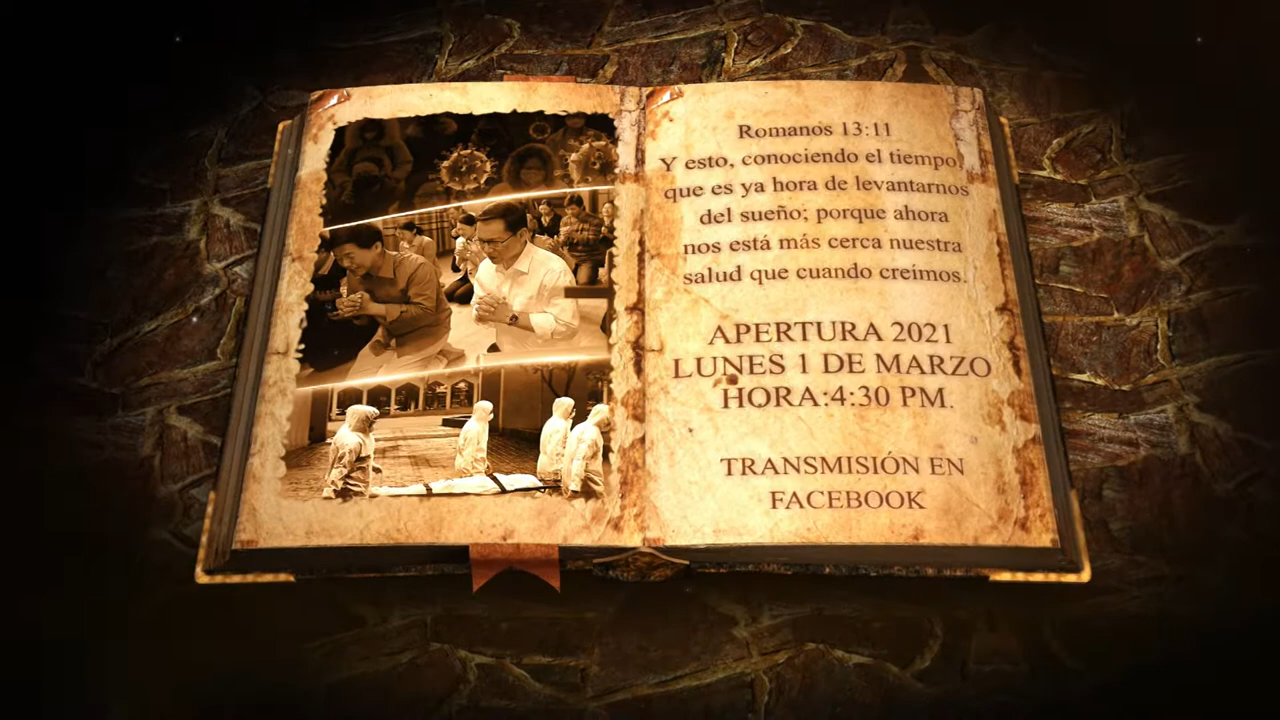 Romanos 13:11
Y esto, conociendo el tiempo,
que es ya hora de levantarnos
del sueño; porque ahora
nos está más cerca nuestra
salud que cuando creímos.
APERTURA 2021
LUNES 1 DE MARZO
HORA:4:30 PM.
TRANSMISIÓN EN
FACEBOOK